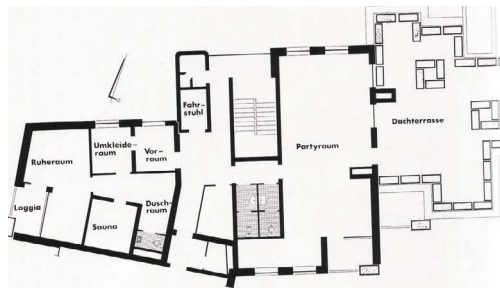 Fahr-
stuhl
Dachterrasse
Umkleide-
raum
Vor-
raum
Partyraum
Ruheraum
Loggia
Dusch-
raum
Sauna